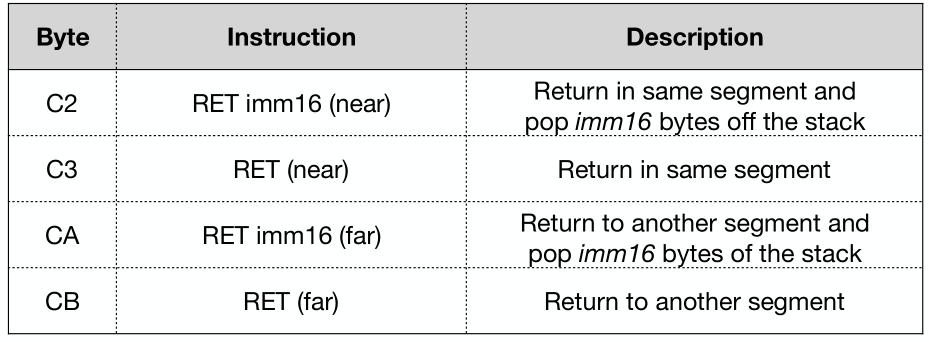 Byte Instruction Description
C2 RET imm16 (near) Return in same segment and
pop imm16 bytes off the stack
C3 RET (near) Return in same segment
CA RET imm16 (far) Return to another segment and
pop imm16 bytes of the stack
CB RET (far) Return to another segment